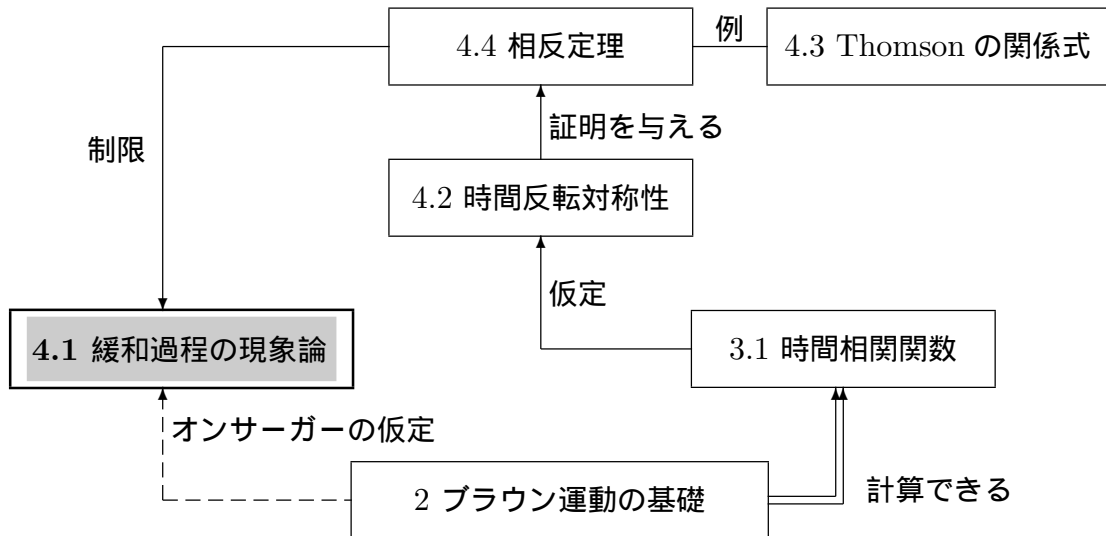 4.4 相反定理
例
4.3 Thomson の関係式
制限
証明を与える
4.2 時間反転対称性
仮定
4.1 緩和過程の現象論
3.1 時間相関関数
オンサーガーの仮定
2 ブラウン運動の基礎
計算できる